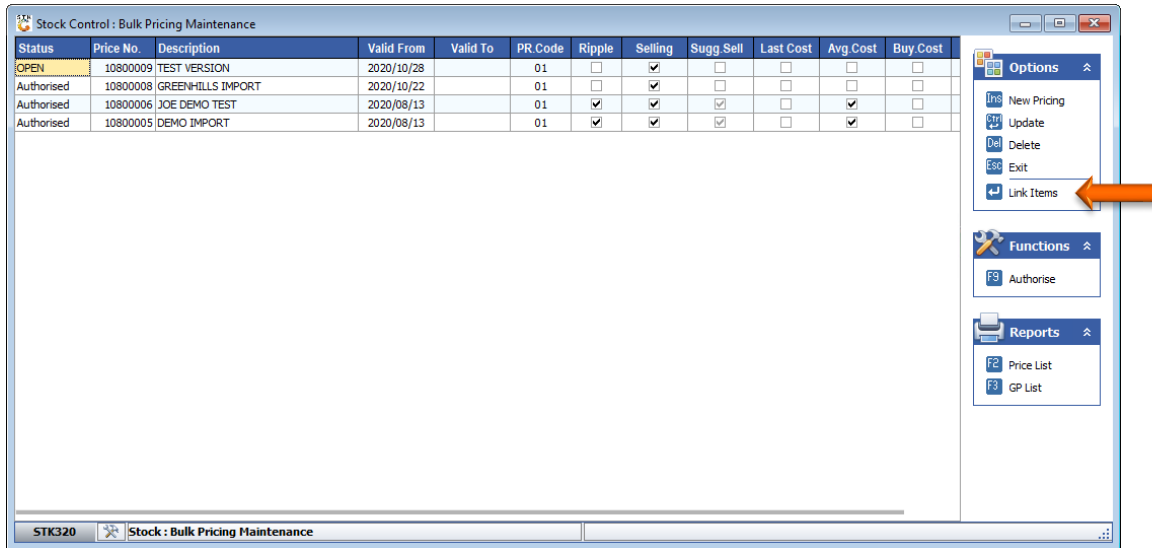 Stock Control : Bulk Pricing Maintenance
Status Price No. Description Valid From Valid To PR.Code Ripple Selling Sugg.Sell Last Cost Avg.Cost Buy.Cost
OPEN 10800009 TEST VERSION 2020/10/28 01
Authorised 10800008 GREENHILLS IMPORT 2020/10/22 01
Authorised 10800006 JOE DEMO TEST 2020/08/13 01
Authorised 10800005 DEMO IMPORT 2020/08/13 01
Options
Ins New Pricing
Ctrl Update
Del Delete
Esc Exit
Link Items
Functions
F9 Authorise
Reports
F2 Price List
F3 GP List
STK320 Stock : Bulk Pricing Maintenance